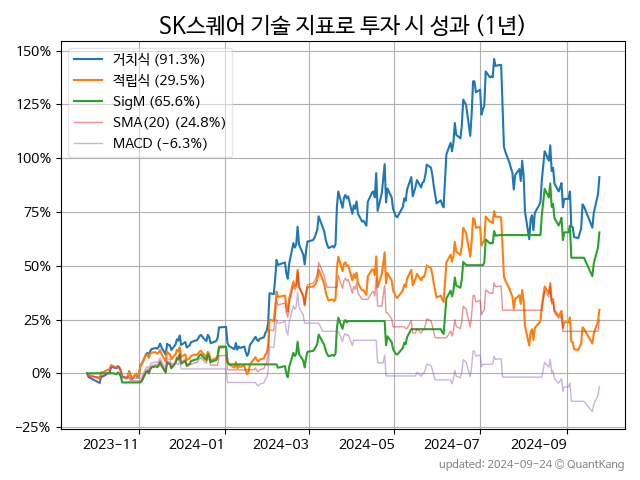 SK스퀘어 기술 지표로 투자 시 성과 (1년)
150%
125%
100%
75%
50%
25%
0%
−25%
거치식 (91.3%)
적립식 (29.5%)
SigM (65.6%)
SMA(20) (24.8%)
MACD (−6.3%)
2023-11 2024-01 2024-03 2024-05 2024-07 2024-09
updated: 2024-09-24 © QuantKang